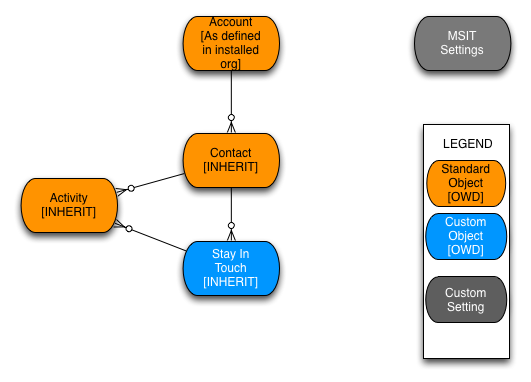 Account
[As defined
in installed
org]
MSIT
Settings
Contact
[INHERIT]
Activity
[INHERIT]
Stay In
Touch
[INHERIT]
LEGEND
Standard
Object
[OWD]
Custom
Object
[OWD]
Custom
Setting